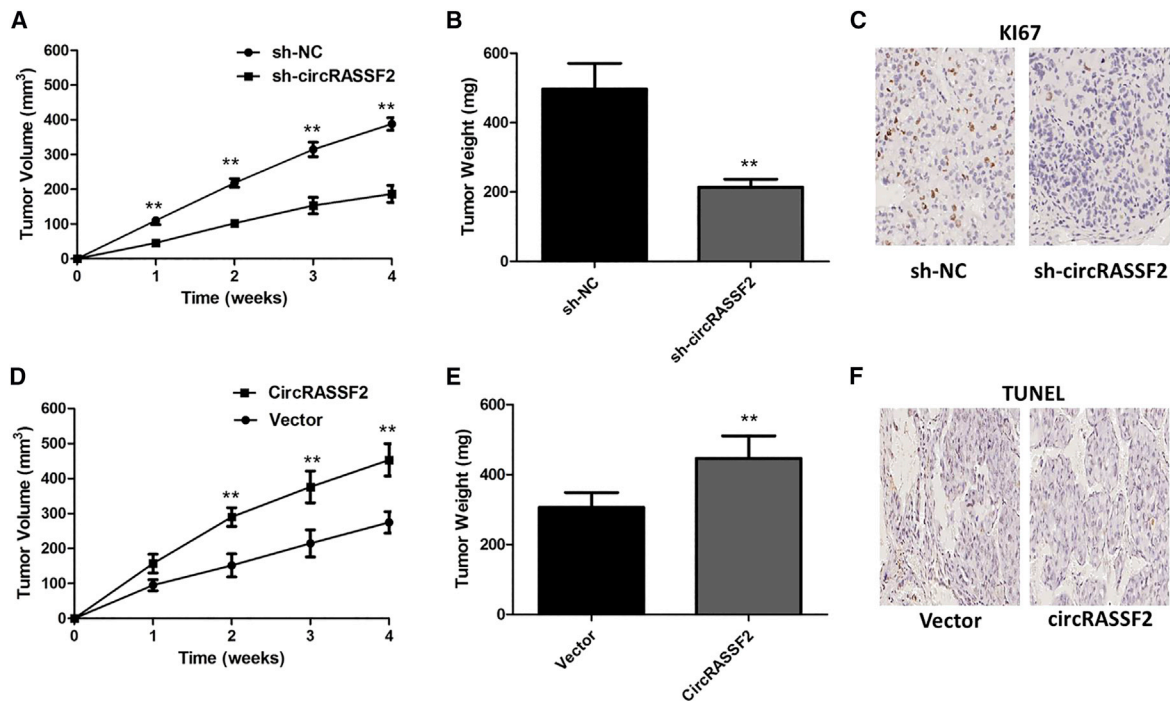 A
sh-NC
sh-circRASSF2
Tumor Volume (mm³)
600
500
400
300
200
100
0
**
**
**
**
0 1 2 3 4
Time (weeks)
B
Tumor Weight (mg)
600
400
200
0
**
sh-NC
sh-circRASSF2
C
KI67
sh-NC
sh-circRASSF2
D
CircRASSF2
Vector
Tumor Volume (mm³)
600
500
400
300
200
100
0
**
**
**
0 1 2 3 4
Time (weeks)
E
Tumor Weight (mg)
600
400
200
0
**
Vector
CircRASSF2
F
TUNEL
Vector
circRASSF2